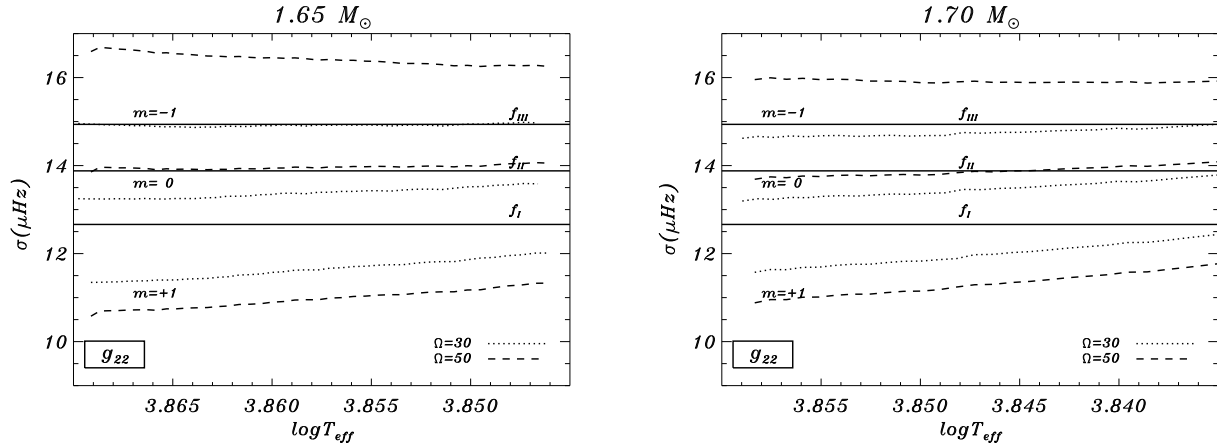 1.65 M⊙
σ(μHz)
16
14
12
10
m=−1
m= 0
m=+1
f_III
f_II
f_I
g_22
Ω=30
Ω=50
3.865
3.860
3.855
3.850
logT_eff
1.70 M⊙
σ(μHz)
16
14
12
10
m=−1
m= 0
m=+1
f_III
f_II
f_I
g_22
Ω=30
Ω=50
3.855
3.850
3.845
3.840
logT_eff